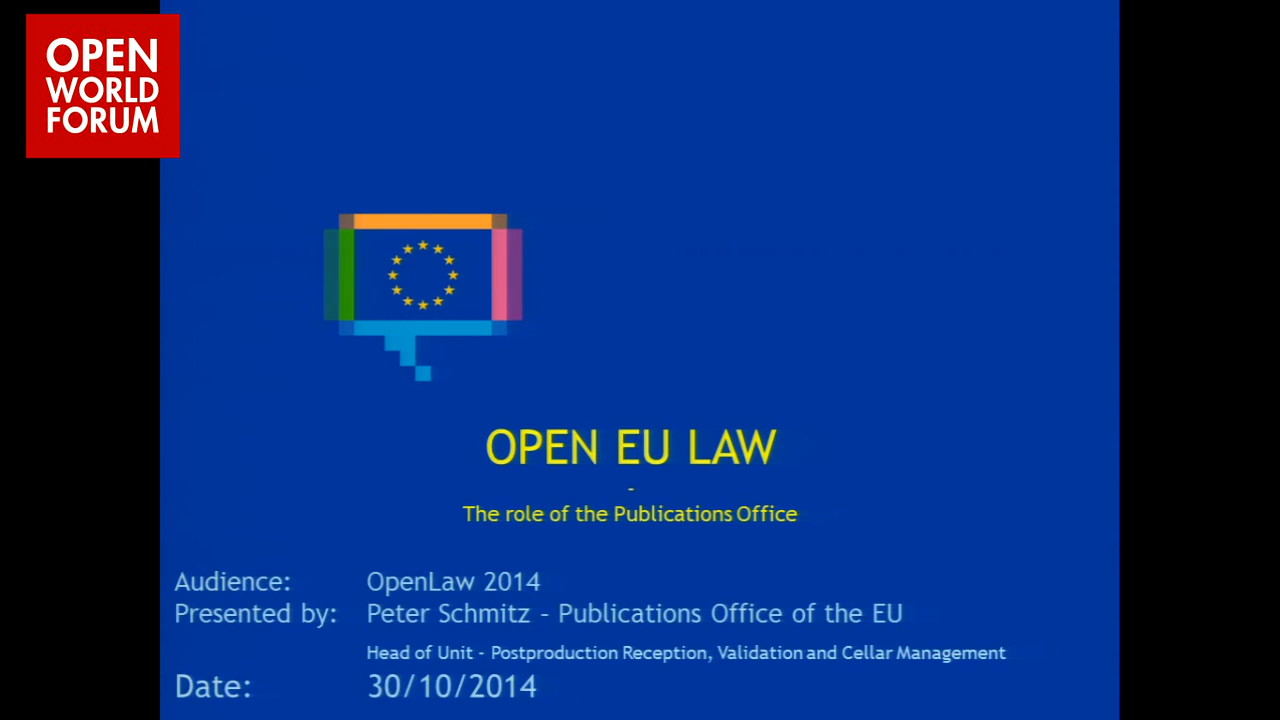 OPEN
WORLD
FORUM
OPEN EU LAW
-
The role of the Publications Office
Audience: OpenLaw 2014
Presented by: Peter Schmitz – Publications Office of the EU
Head of Unit - Postproduction Reception, Validation and Cellar Management
Date: 30/10/2014